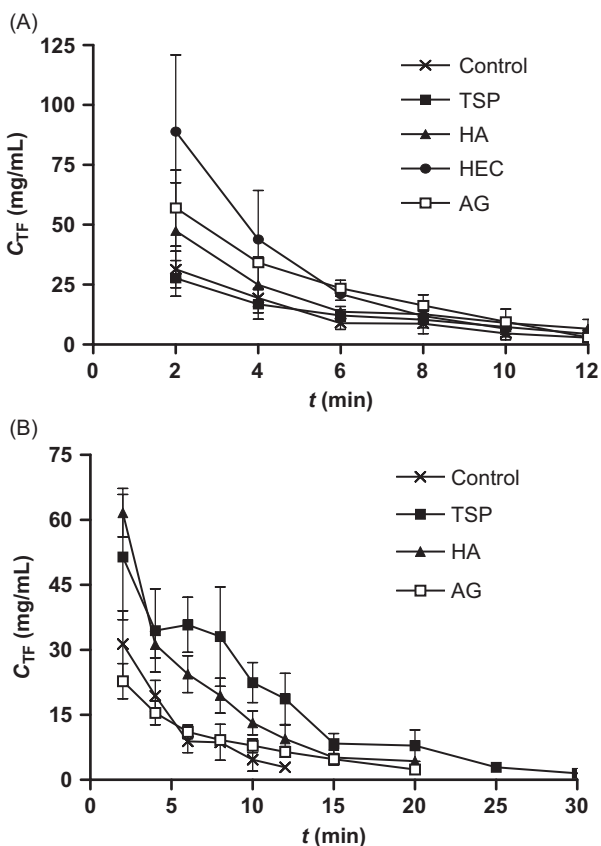 (A)
125
100
75
50
25
0
C_TF (mg/mL)
Control
TSP
HA
HEC
AG
0 2 4 6 8 10 12
t (min)
(B)
75
60
45
30
15
0
C_TF (mg/mL)
Control
TSP
HA
AG
0 5 10 15 20 25 30
t (min)